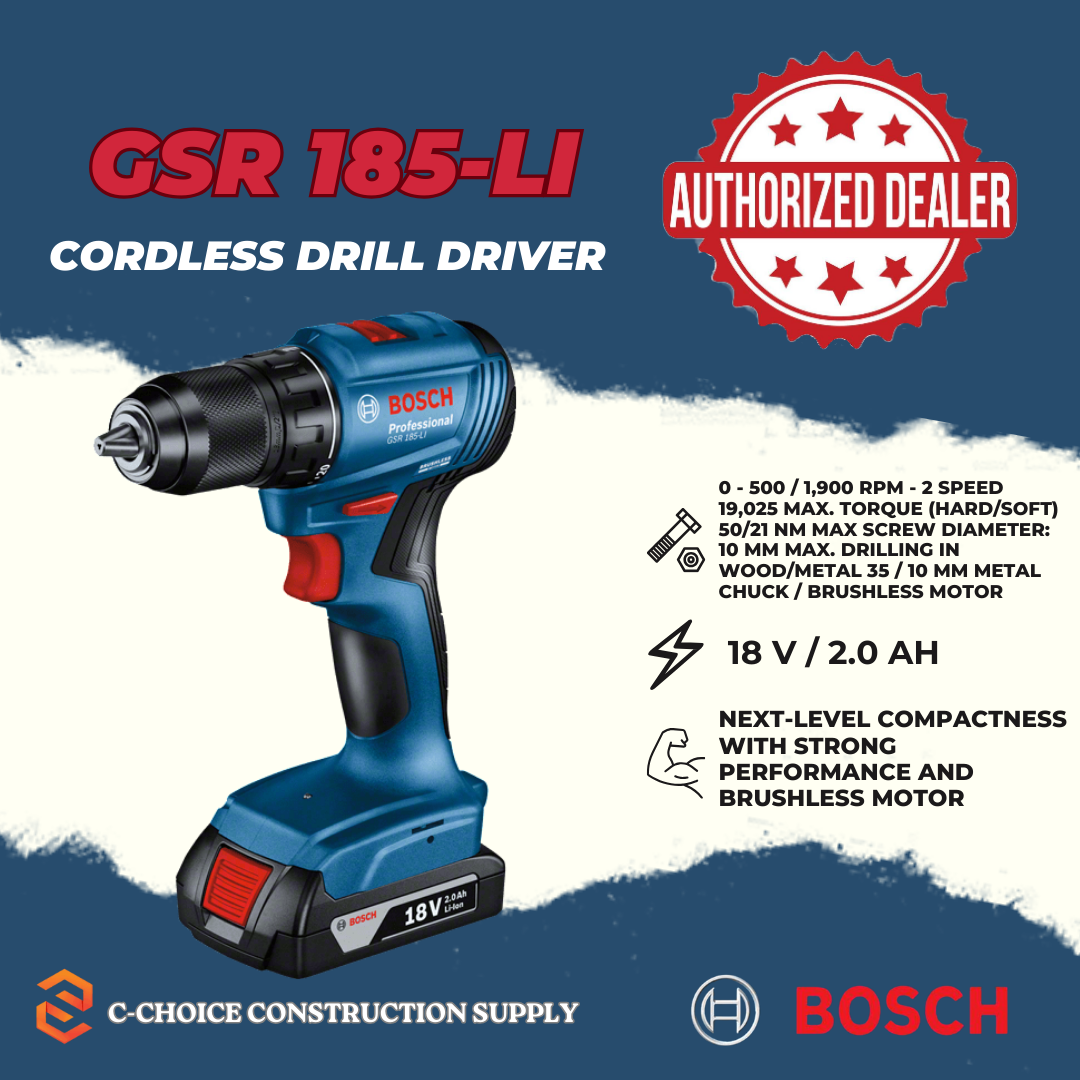 GSR 185-LI
CORDLESS DRILL DRIVER
AUTHORIZED DEALER
BOSCH
Professional
GSR 185-LI
BRUSHLESS
20
0 - 500 / 1,900 RPM - 2 SPEED
19,025 MAX. TORQUE (HARD/SOFT)
50/21 NM MAX SCREW DIAMETER:
10 MM MAX. DRILLING IN
WOOD/METAL 35 / 10 MM METAL
CHUCK / BRUSHLESS MOTOR
18 V / 2.0 AH
NEXT-LEVEL COMPACTNESS
WITH STRONG
PERFORMANCE AND
BRUSHLESS MOTOR
BOSCH
18V 2.0Ah
Li-Ion
C-CHOICE CONSTRUCTION SUPPLY
BOSCH